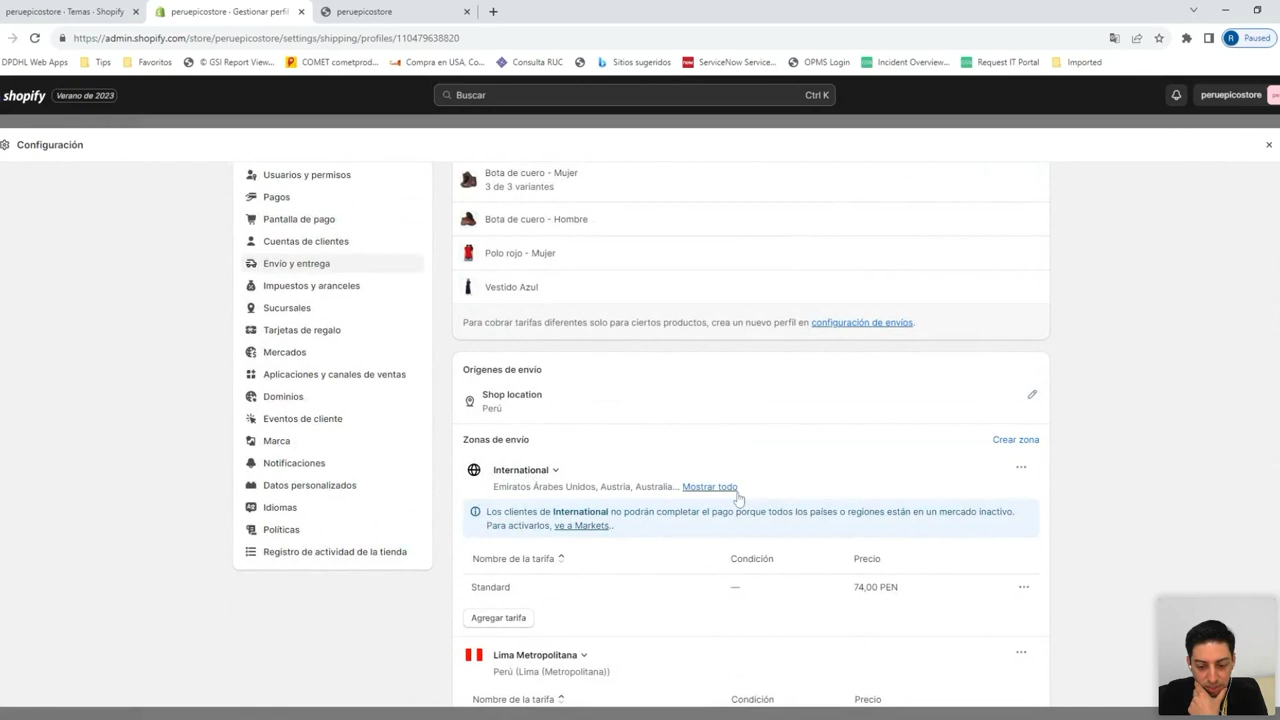 peruepicostore · Temas · Shopify
peruepicostore · Gestionar perfi
peruepicostore
https://admin.shopify.com/store/peruepicostore/settings/shipping/profiles/110479638820
Paused
DPDHL Web Apps
Tips
Favoritos
© GSI Report View...
COMET cometprod...
Compra en USA, Co...
Consulta RUC
Sitios sugeridos
ServiceNow Service...
OPMS Login
Incident Overview...
Request IT Portal
Imported
shopify
Verano de 2023
Buscar
Ctrl K
peruepicostore
Configuración
Usuarios y permisos
Pagos
Pantalla de pago
Cuentas de clientes
Envío y entrega
Impuestos y aranceles
Sucursales
Tarjetas de regalo
Mercados
Aplicaciones y canales de ventas
Dominios
Eventos de cliente
Marca
Notificaciones
Datos personalizados
Idiomas
Políticas
Registro de actividad de la tienda
Bota de cuero - Mujer
3 de 3 variantes
Bota de cuero - Hombre
Polo rojo - Mujer
Vestido Azul
Para cobrar tarifas diferentes solo para ciertos productos, crea un nuevo perfil en configuración de envíos.
Orígenes de envío
Shop location
Perú
Zonas de envío
Crear zona
International
Emiratos Árabes Unidos, Austria, Australia... Mostrar todo
Los clientes de International no podrán completar el pago porque todos los países o regiones están en un mercado inactivo.
Para activarlos, ve a Markets..
Nombre de la tarifa
Condición
Precio
Standard
—
74,00 PEN
Agregar tarifa
Lima Metropolitana
Perú (Lima (Metropolitana))
Nombre de la tarifa
Condición
Precio